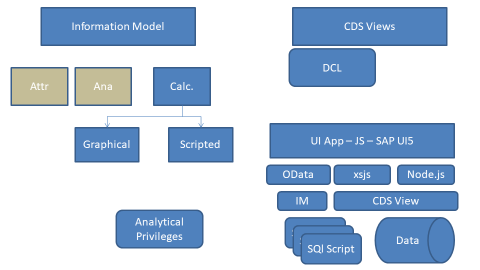 Information Model
CDS Views
DCL
Attr
Ana
Calc.
Graphical
Scripted
UI App – JS – SAP UI5
OData
xsjs
Node.js
IM
CDS View
Analytical
Privileges
SQl Script
Data